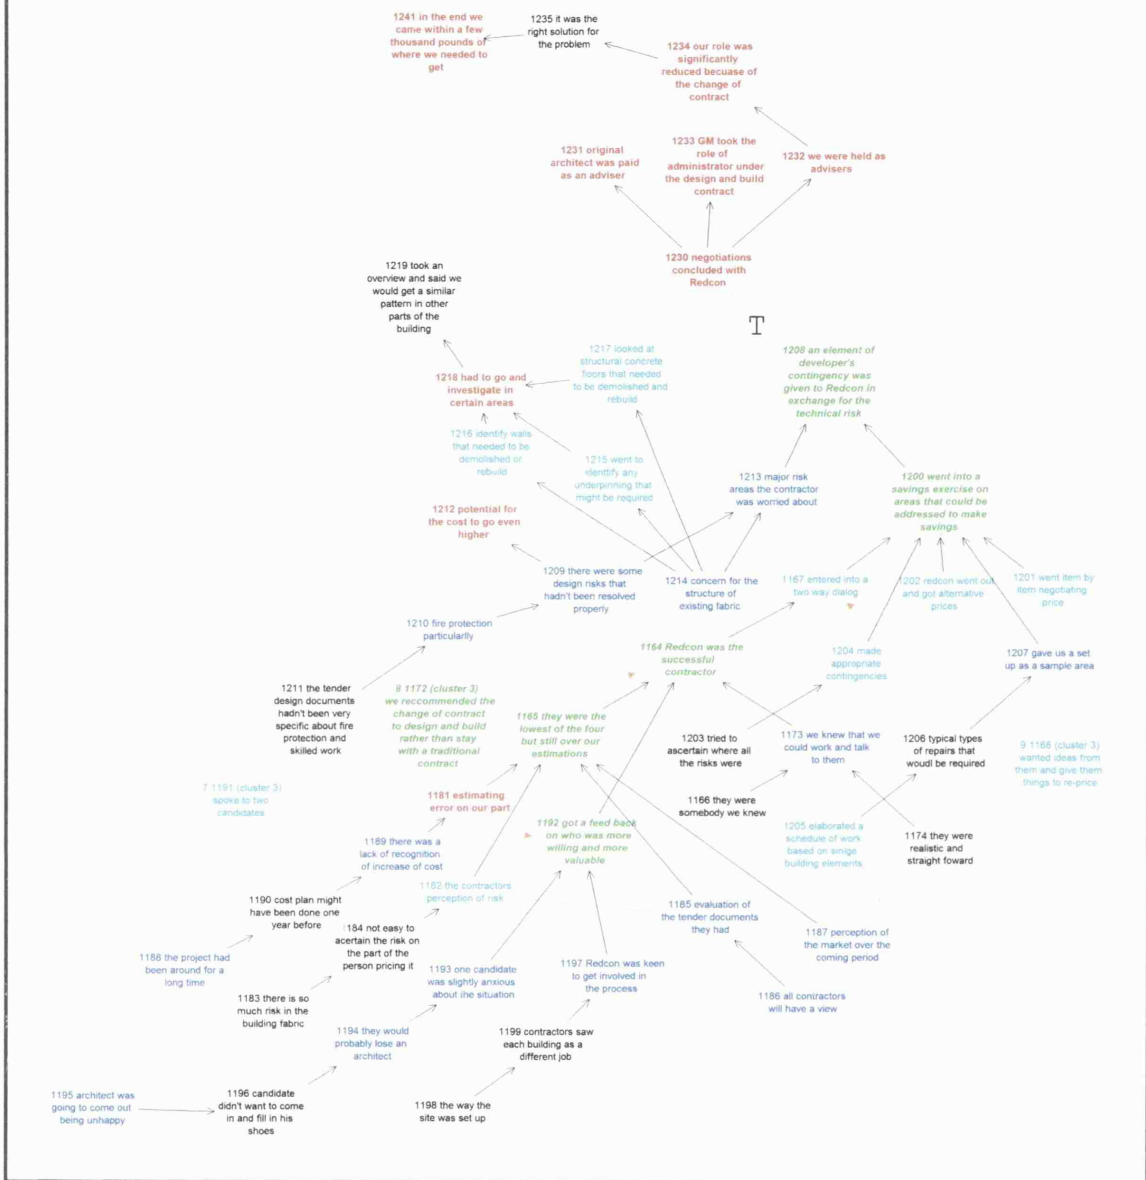 1241 in the end we
came within a few
thousand pounds of
where we needed to
get
1235 it was the
right solution for
the problem
1234 our role was
significantly
reduced becuase of
the change of
contract
1231 original
architect was paid
as an adviser
1233 GM took the
role of
administrator under
the design and build
contract
1232 we were held as
advisers
1230 negotiations
concluded with
Redcon
1219 took an
overview and said we
would get a similar
pattern in other
parts of the
building
T
1217 looked at
structural concrete
floors that needed
to be demolished and
rebuild
1208 an element of
developer's
contingency was
given to Redcon in
exchange for the
technical risk
1218 had to go and
investigate in
certain areas
1216 identify walls
that needed to be
demolished or
rebuild
1215 went to
identtify any
underpinning that
might be required
1213 major risk
areas the contractor
was worried about
1200 went into a
savings exercise on
areas that could be
addressed to make
savings
1212 potential for
the cost to go even
higher
1209 there were some
design risks that
hadn't been resolved
properly
1214 concern for the
structure of
existing fabric
1167 entered into a
two way dialog
1202 redcon went out
and got alternative
prices
1201 went item by
item negotiating
price
1210 fire protection
particularlly
1164 Redcon was the
successful
contractor
1204 made
appropriate
contingencies
1207 gave us a set
up as a sample area
1211 the tender
design documents
hadn't been very
specific about fire
protection and
skilled work
8 1172 (cluster 3)
we reccommended the
change of contract
to design and build
rather than stay
with a traditional
contract
1165 they were the
lowest of the four
but still over our
estimations
1203 tried to
ascertain where all
the risks were
1173 we knew that we
could work and talk
to them
1206 typical types
of repairs that
woudl be required
9 1168 (cluster 3)
wanted ideas from
them and give them
things to re-price
7 1191 (cluster 3)
spoke to two
candidates
1181 estimating
error on our part
1166 they were
somebody we knew
1192 got a feed back
on who was more
willing and more
valuable
1205 elaborated a
schedule of work
based on sinlge
building elements
1174 they were
realistic and
straight foward
1189 there was a
lack of recognition
of increase of cost
1182 the contractors
perception of risk
1190 cost plan might
have been done one
year before
1185 evaluation of
the tender documents
they had
1184 not easy to
acertain the risk on
the part of the
person pricing it
1187 perception of
the market over the
coming period
1188 the project had
been around for a
long time
1193 one candidate
was slightly anxious
about the situation
1197 Redcon was keen
to get involved in
the process
1183 there is so
much risk in the
building fabric
1186 all contractors
will have a view
1194 they would
probably lose an
architect
1199 contractors saw
each building as a
different job
1195 architect was
going to come out
being unhappy
1196 candidate
didn't want to come
in and fill in his
shoes
1198 the way the
site was set up